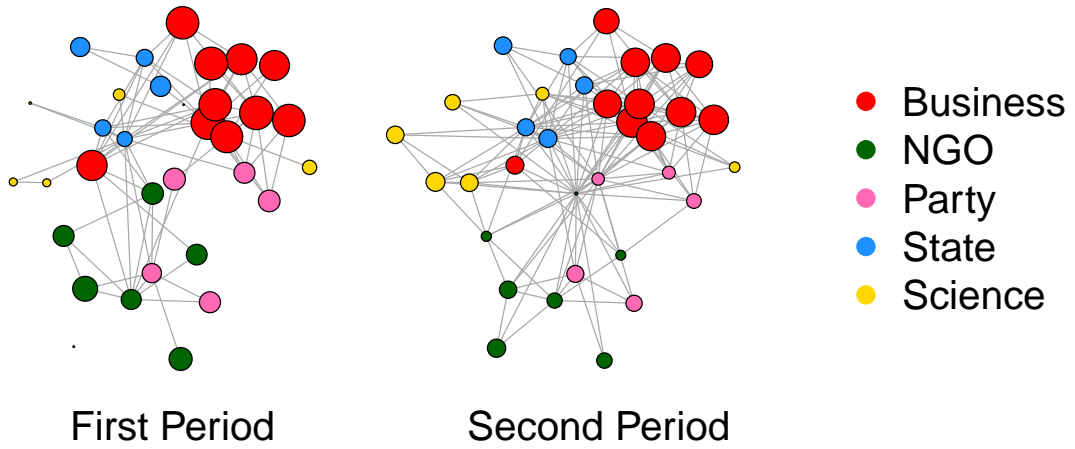 Business
NGO
Party
State
Science
First Period
Second Period